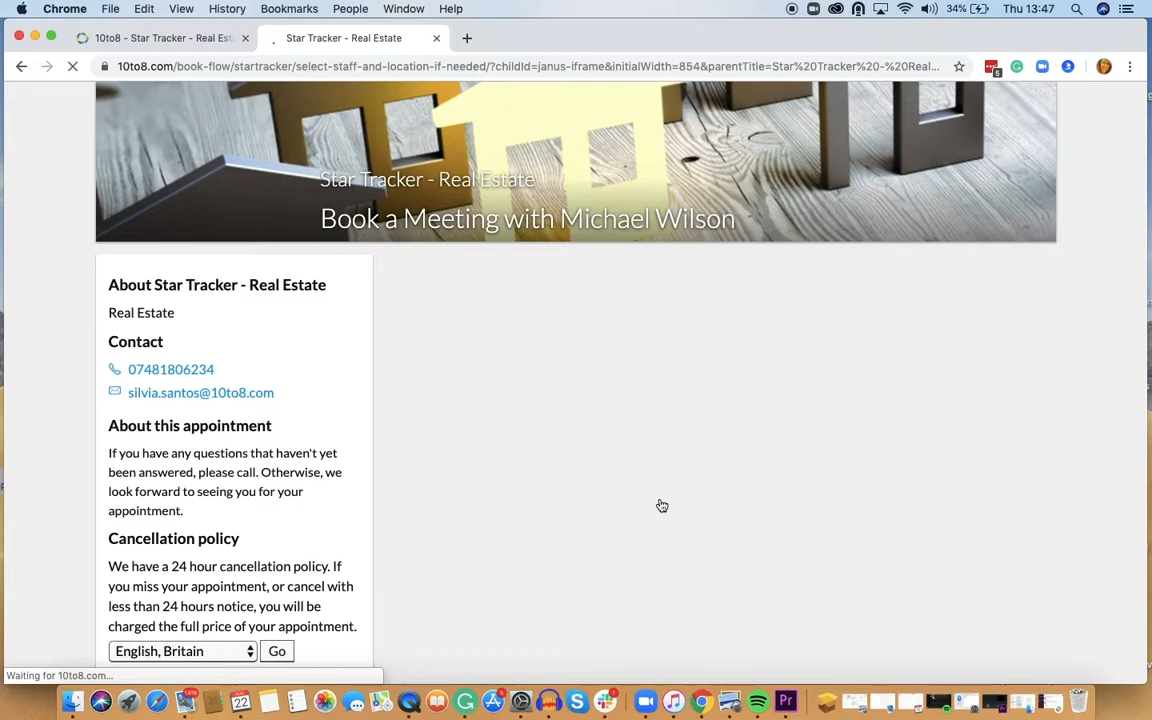 Chrome File Edit View History Bookmarks People Window Help 34% Thu 13:47
10to8 - Star Tracker - Real Est Star Tracker - Real Estate
10to8.com/book-flow/startracker/select-staff-and-location-if-needed/?childId=janus-iframe&initialWidth=854&parentTitle=Star%20Tracker%20-%20Real... 5
Star Tracker - Real Estate
Book a Meeting with Michael Wilson
About Star Tracker - Real Estate
Real Estate
Contact
07481806234
silvia.santos@10to8.com
About this appointment
If you have any questions that haven't yet
been answered, please call. Otherwise, we
look forward to seeing you for your
appointment.
Cancellation policy
We have a 24 hour cancellation policy. If
you miss your appointment, or cancel with
less than 24 hours notice, you will be
charged the full price of your appointment.
English, Britain Go
Waiting for 10to8.com...
22 Pr